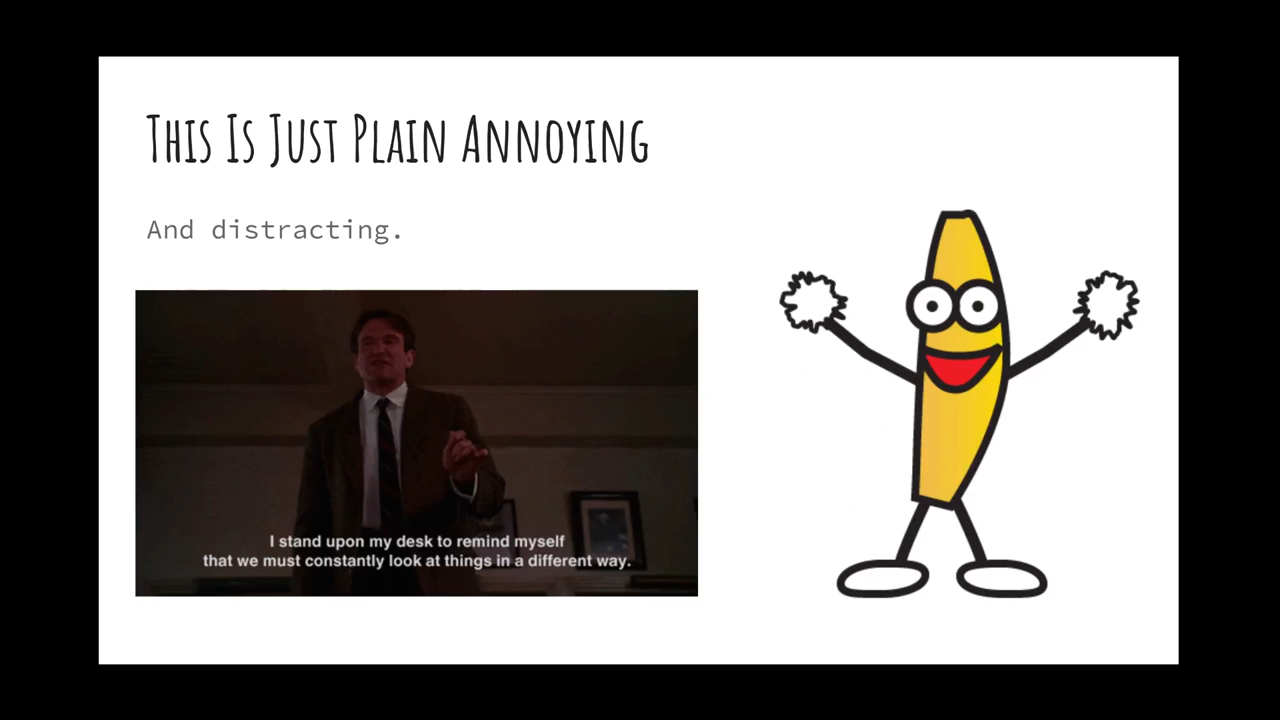 This Is Just Plain Annoying
And distracting.
I stand upon my desk to remind myself
that we must constantly look at things in a different way.